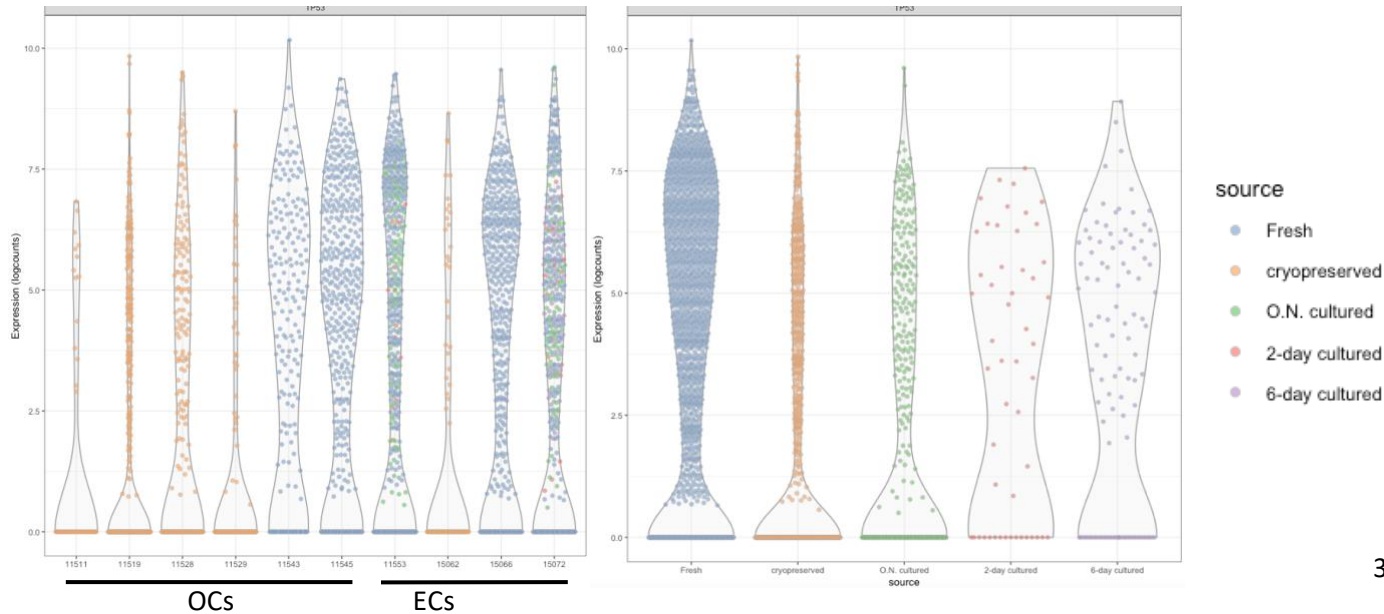 TP53
TP53
10.0
7.5
5.0
2.5
0.0
Expression (logcounts)
11511 11519 11528 11529 11543 11545 11553 15062 15066 15072
OCs ECs
10.0
7.5
5.0
2.5
0.0
Expression (logcounts)
Fresh cryopreserved O.N. cultured 2-day cultured 6-day cultured
source
source
Fresh
cryopreserved
O.N. cultured
2-day cultured
6-day cultured
3